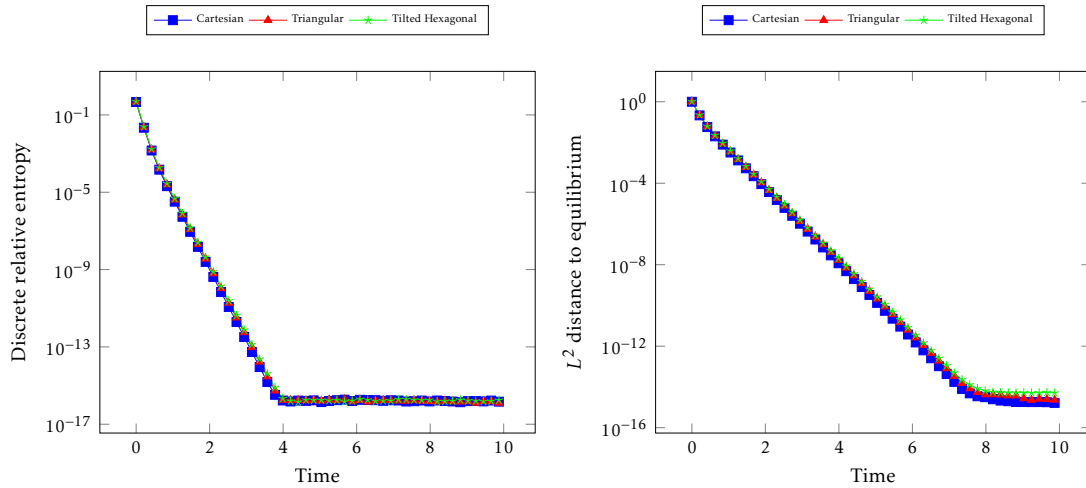 Cartesian Triangular Tilted Hexagonal
10^−1
10^−5
10^−9
10^−13
10^−17
Discrete relative entropy
0 2 4 6 8 10
Time
Cartesian Triangular Tilted Hexagonal
10^0
10^−4
10^−8
10^−12
10^−16
L^2 distance to equilibrium
0 2 4 6 8 10
Time